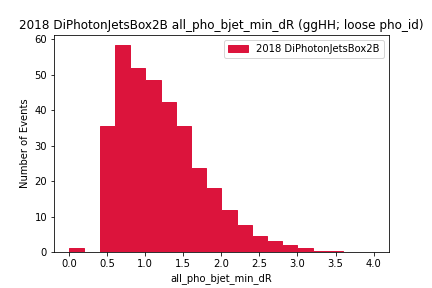 2018 DiPhotonJetsBox2B all_pho_bjet_min_dR (ggHH; loose pho_id)
2018 DiPhotonJetsBox2B
60
50
40
30
20
10
0
Number of Events
0.0 0.5 1.0 1.5 2.0 2.5 3.0 3.5 4.0
all_pho_bjet_min_dR